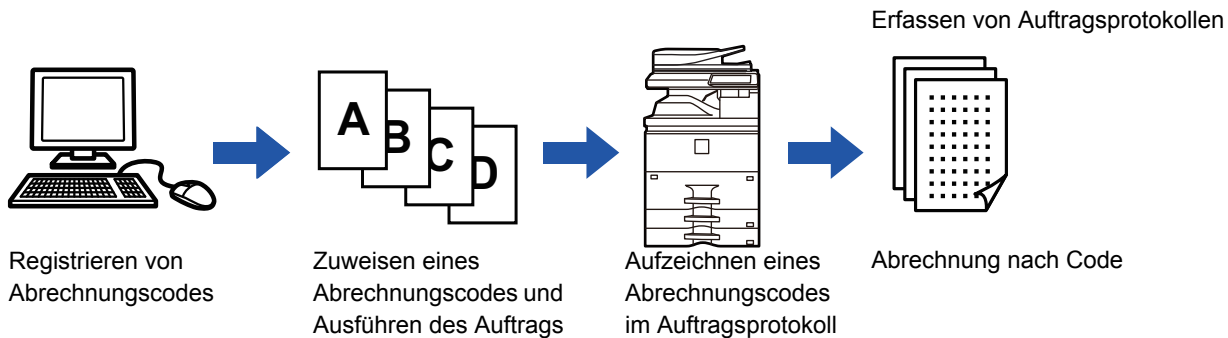 Erfassen von Auftragsprotokollen
A
B
C
D
Registrieren von
Abrechnungscodes
Zuweisen eines
Abrechnungscodes und
Ausführen des Auftrags
Aufzeichnen eines
Abrechnungscodes
im Auftragsprotokoll
Abrechnung nach Code